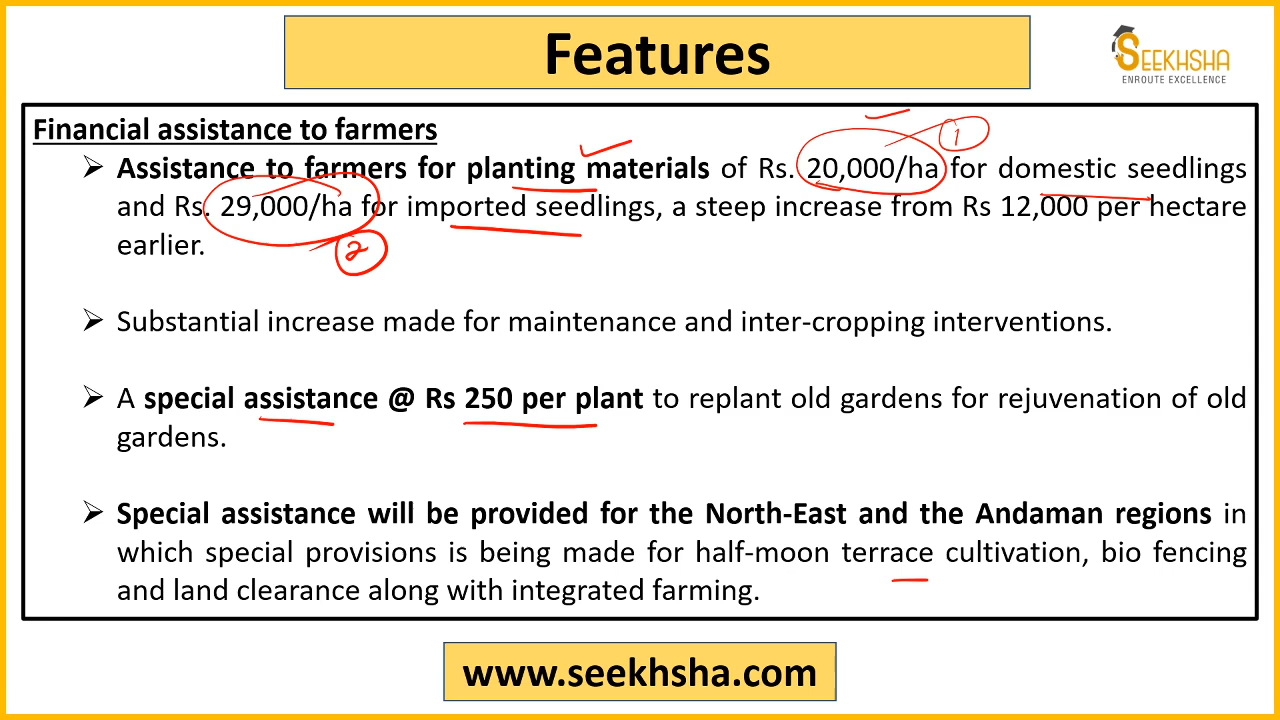 Features
SEEKHSHA
ENROUTE EXCELLENCE
Financial assistance to farmers
➢ Assistance to farmers for planting materials of Rs. 20,000/ha for domestic seedlings
and Rs. 29,000/ha for imported seedlings, a steep increase from Rs 12,000 per hectare
earlier.
1
2
➢ Substantial increase made for maintenance and inter-cropping interventions.
➢ A special assistance @ Rs 250 per plant to replant old gardens for rejuvenation of old
gardens.
➢ Special assistance will be provided for the North-East and the Andaman regions in
which special provisions is being made for half-moon terrace cultivation, bio fencing
and land clearance along with integrated farming.
www.seekhsha.com